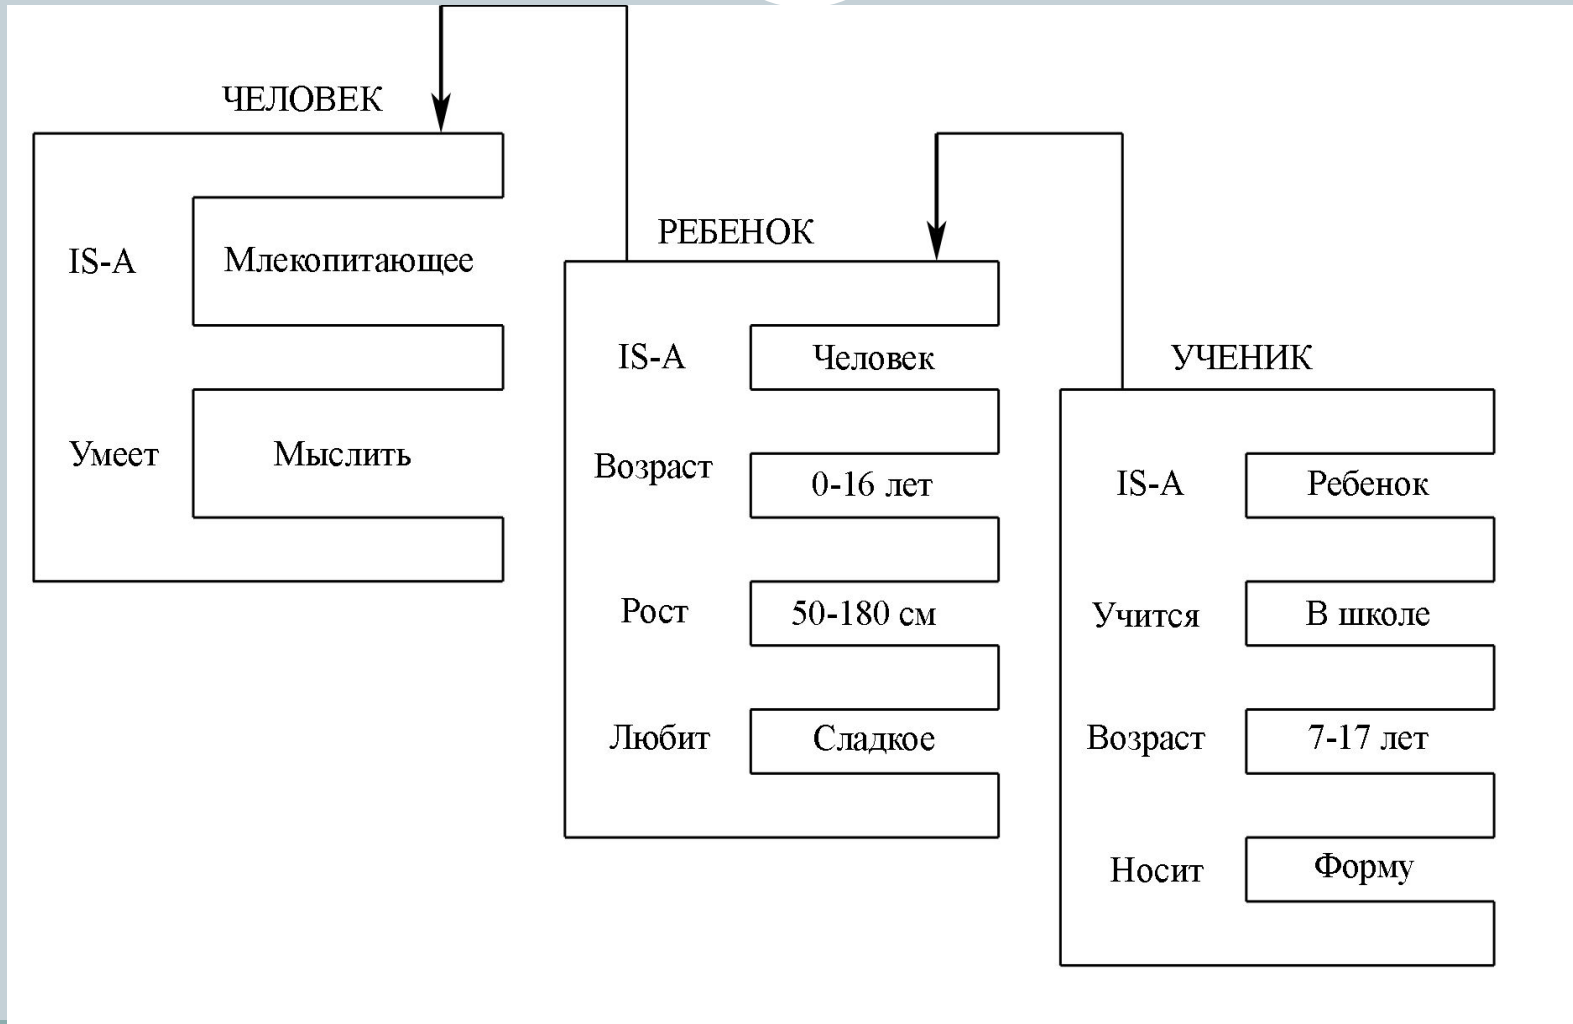 ЧЕЛОВЕК
IS-A Млекопитающее
Умеет Мыслить
РЕБЕНОК
IS-A Человек
Возраст 0-16 лет
Рост 50-180 см
Любит Сладкое
УЧЕНИК
IS-A Ребенок
Учится В школе
Возраст 7-17 лет
Носит Форму